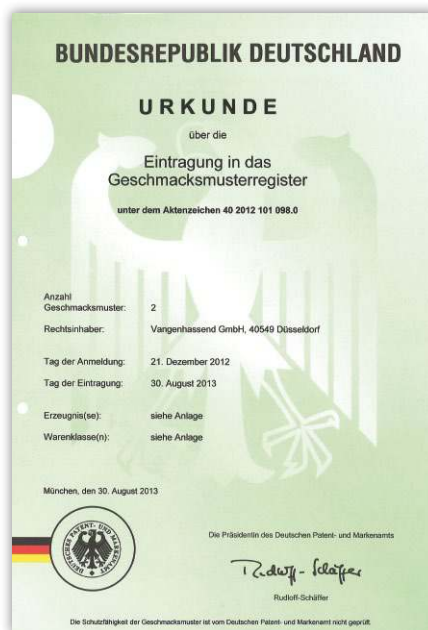 BUNDESREPUBLIK DEUTSCHLAND
URKUNDE
über die
Eintragung in das
Geschmacksmusterregister
unter dem Aktenzeichen 40 2012 101 098.0
Anzahl
Geschmacksmuster: 2
Rechtsinhaber: Vangenhassend GmbH, 40549 Düsseldorf
Tag der Anmeldung: 21. Dezember 2012
Tag der Eintragung: 30. August 2013
Erzeugnis(se): siehe Anlage
Warenklasse(n): siehe Anlage
München, den 30. August 2013
DEUTSCHES PATENT- UND MARKENAMT
Die Präsidentin des Deutschen Patent- und Markenamts
Rudloff-Schäffer
Rudloff-Schäffer
Die Schutzfähigkeit der Geschmacksmuster ist vom Deutschen Patent- und Markenamt nicht geprüft.